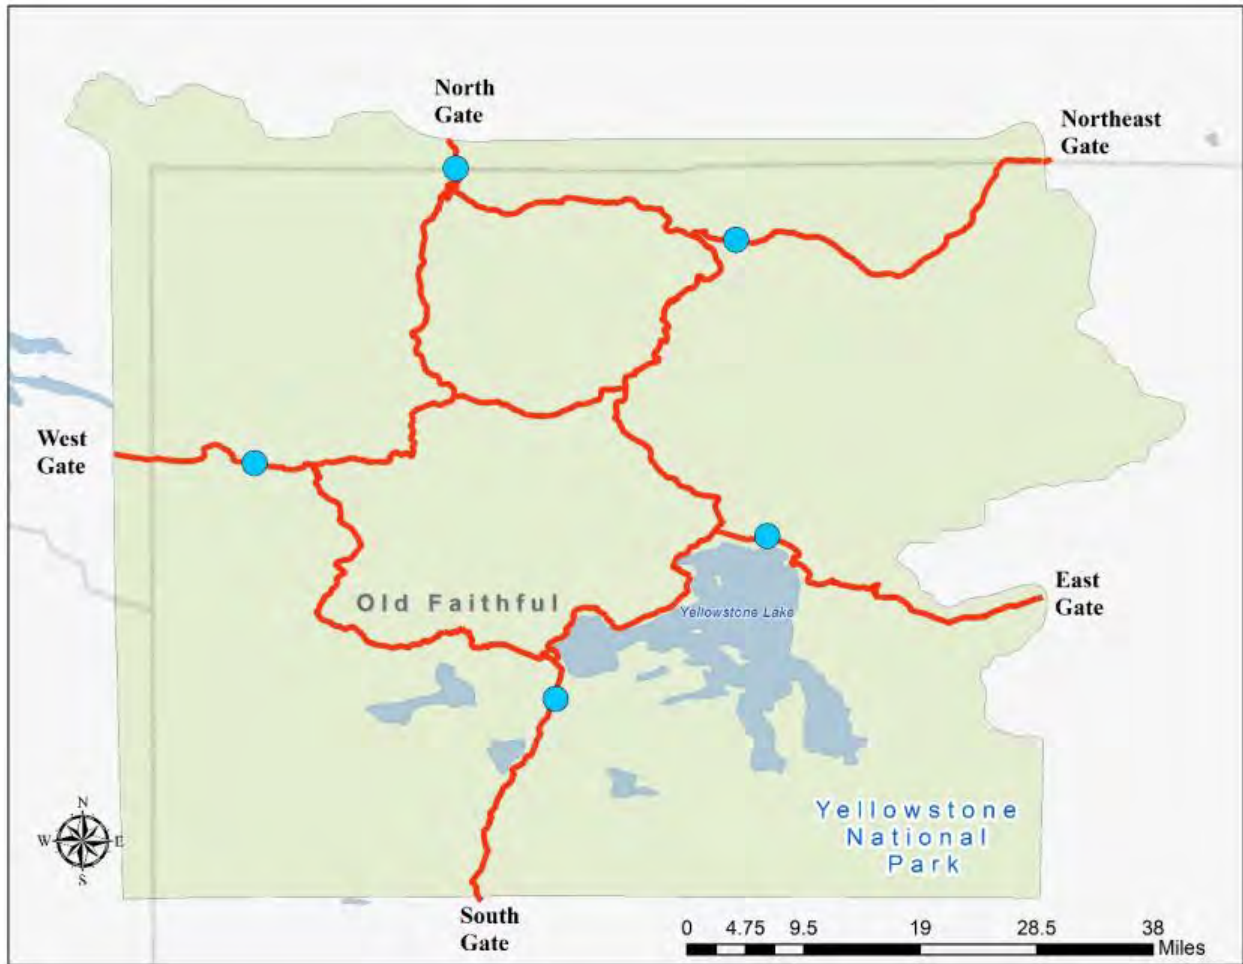 North
Gate
Northeast
Gate
West
Gate
Old Faithful
Yellowstone Lake
East
Gate
Yellowstone
National
Park
N
W E
S
South
Gate
0 4.75 9.5 19 28.5 38
Miles